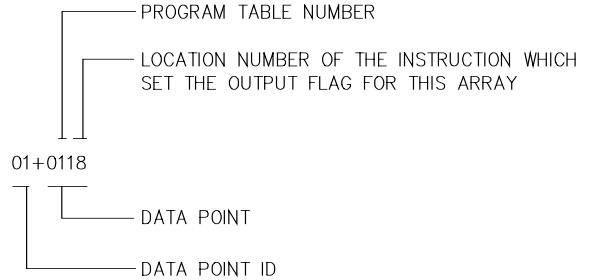 PROGRAM TABLE NUMBER
LOCATION NUMBER OF THE INSTRUCTION WHICH
SET THE OUTPUT FLAG FOR THIS ARRAY
01+0118
DATA POINT
DATA POINT ID